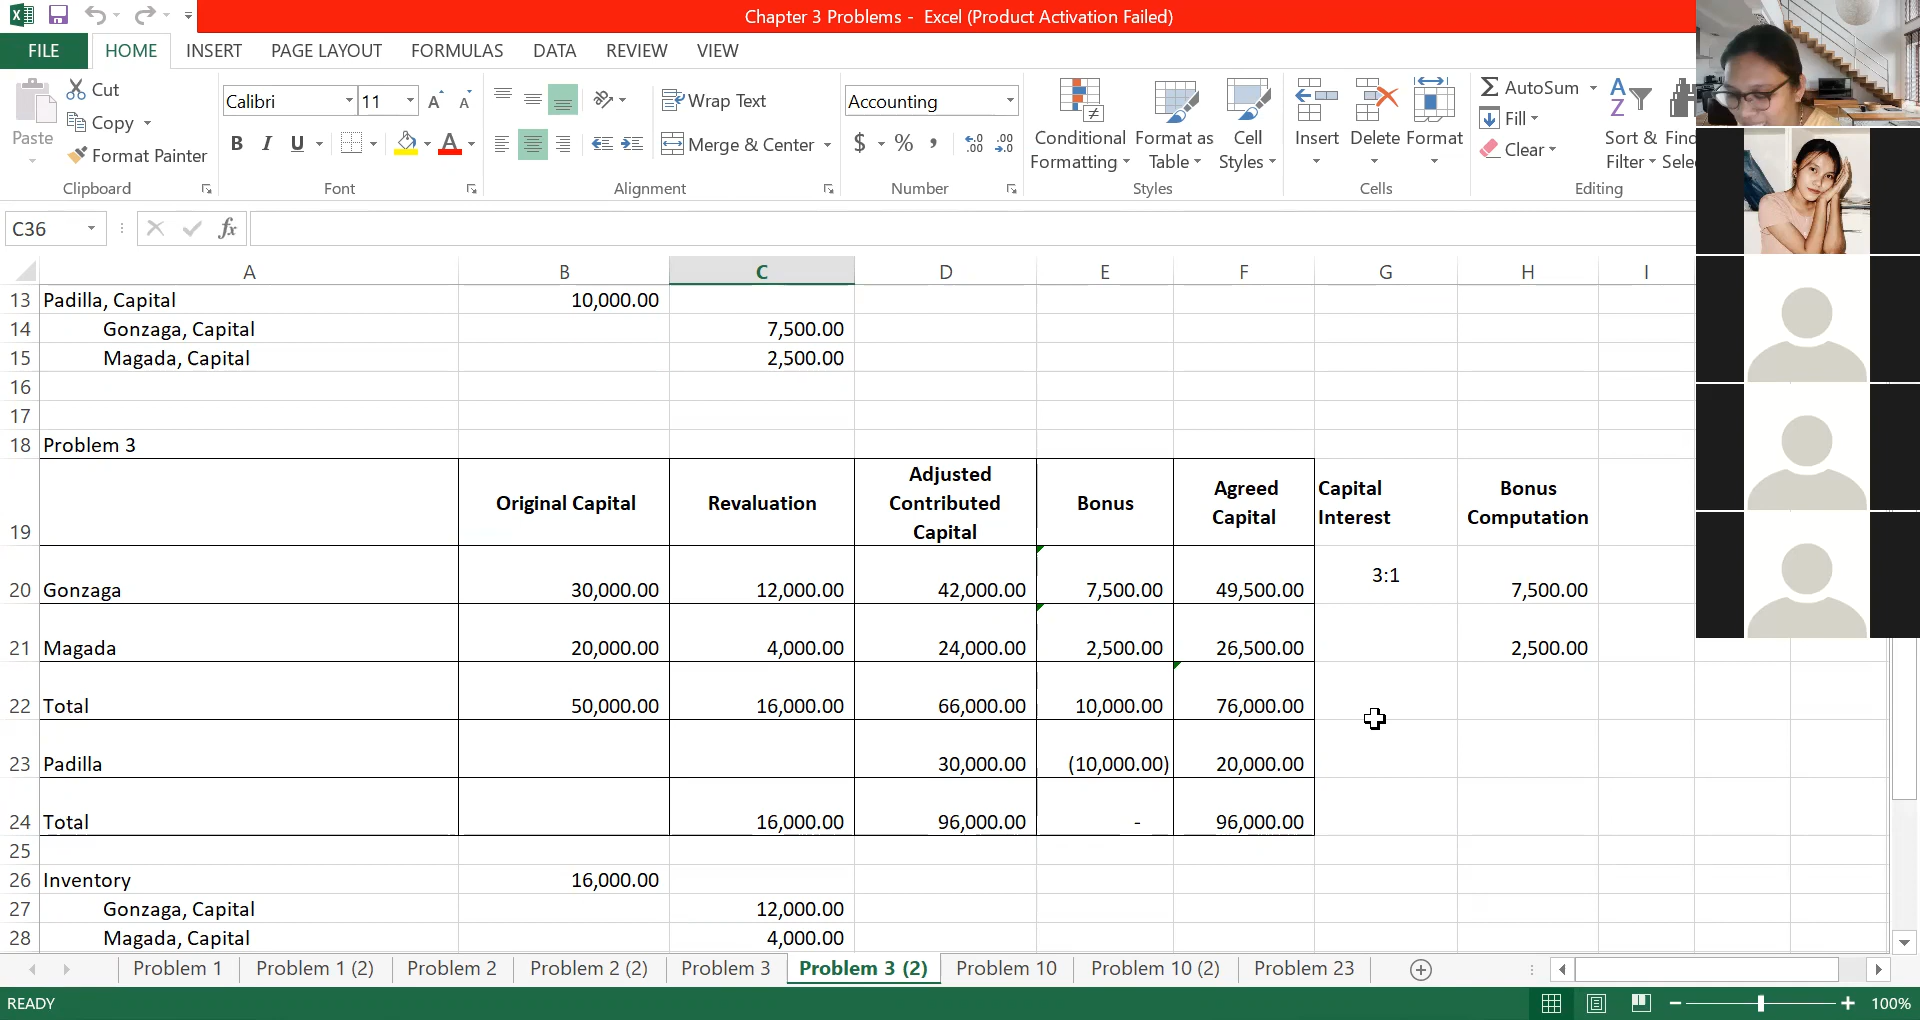 Chapter 3 Problems - Excel (Product Activation Failed)
FILE HOME INSERT PAGE LAYOUT FORMULAS DATA REVIEW VIEW
Paste
Cut
Copy
Format Painter
Clipboard
Calibri 11
A A
B I U A
Font
Wrap Text
Merge & Center
Alignment
Accounting
$ % , .0 .00 .00 .0
Number
Conditional Formatting
Format as Table
Cell Styles
Styles
Insert Delete Format
Cells
AutoSum
Fill
Clear
Sort & Filter
Editing
C36 fx
A B C D E F G H I
13 Padilla, Capital 10,000.00
14 Gonzaga, Capital 7,500.00
15 Magada, Capital 2,500.00
16
17
18 Problem 3
19 Original Capital Revaluation Adjusted Contributed Capital Bonus Agreed Capital Capital Interest Bonus Computation
20 Gonzaga 30,000.00 12,000.00 42,000.00 7,500.00 49,500.00 3:1 7,500.00
21 Magada 20,000.00 4,000.00 24,000.00 2,500.00 26,500.00 2,500.00
22 Total 50,000.00 16,000.00 66,000.00 10,000.00 76,000.00
23 Padilla 30,000.00 (10,000.00) 20,000.00
24 Total 16,000.00 96,000.00 - 96,000.00
25
26 Inventory 16,000.00
27 Gonzaga, Capital 12,000.00
28 Magada, Capital 4,000.00
Problem 1 Problem 1 (2) Problem 2 Problem 2 (2) Problem 3 Problem 3 (2) Problem 10 Problem 10 (2) Problem 23
READY 100%